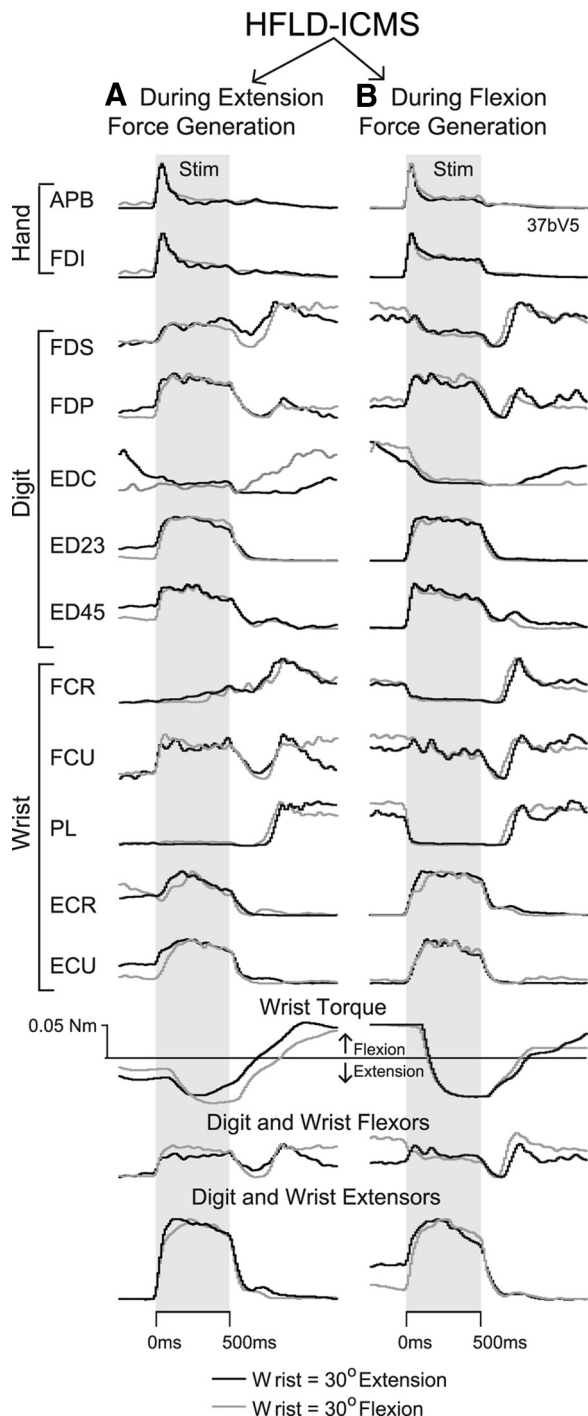 HFLD-ICMS
A During Extension
Force Generation
B During Flexion
Force Generation
Stim
Stim
37bV5
Hand
APB
FDI
Digit
FDS
FDP
EDC
ED23
ED45
Wrist
FCR
FCU
PL
ECR
ECU
Wrist Torque
0.05 Nm
Flexion
Extension
Digit and Wrist Flexors
Digit and Wrist Extensors
0ms 500ms
0ms 500ms
Wrist = 30° Extension
Wrist = 30° Flexion